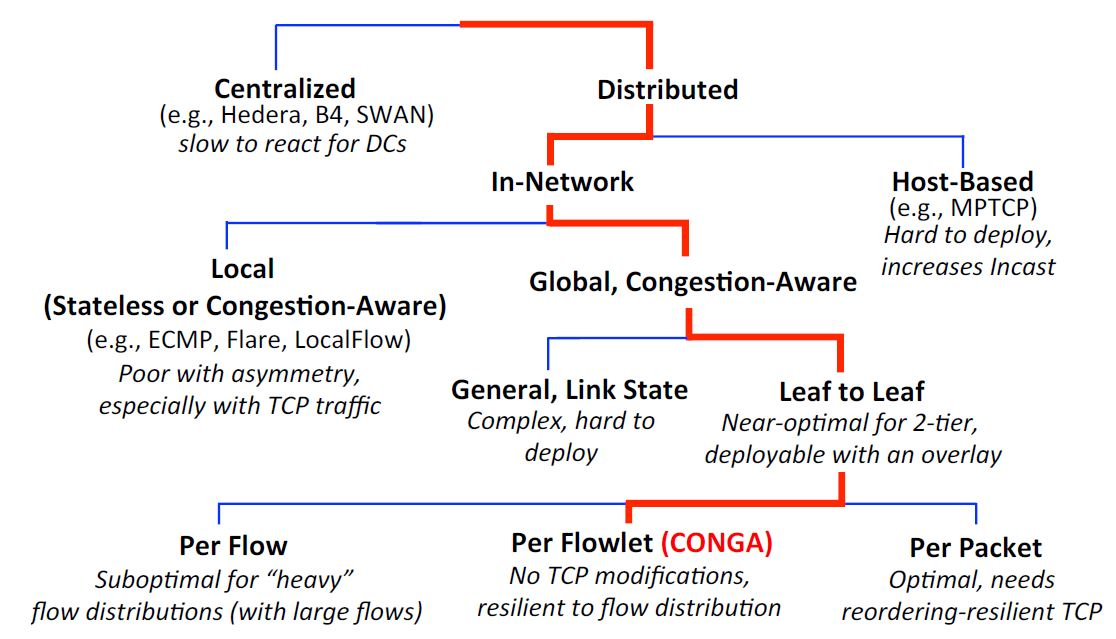 Centralized
(e.g., Hedera, B4, SWAN)
slow to react for DCs
Distributed
In-Network
Host-Based
(e.g., MPTCP)
Hard to deploy,
increases Incast
Local
(Stateless or Congestion-Aware)
(e.g., ECMP, Flare, LocalFlow)
Poor with asymmetry,
especially with TCP traffic
Global, Congestion-Aware
General, Link State
Complex, hard to
deploy
Leaf to Leaf
Near-optimal for 2-tier,
deployable with an overlay
Per Flow
Suboptimal for “heavy”
flow distributions (with large flows)
Per Flowlet (CONGA)
No TCP modifications,
resilient to flow distribution
Per Packet
Optimal, needs
reordering-resilient TCP